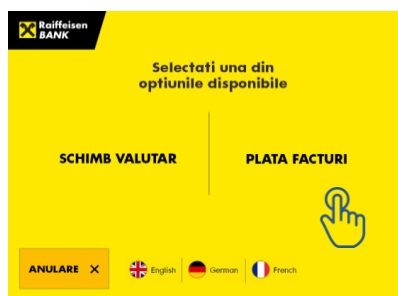 Raiffeisen
BANK
Selectati una din
optiunile disponibile
SCHIMB VALUTAR
PLATA FACTURI
ANULARE X
English
German
French